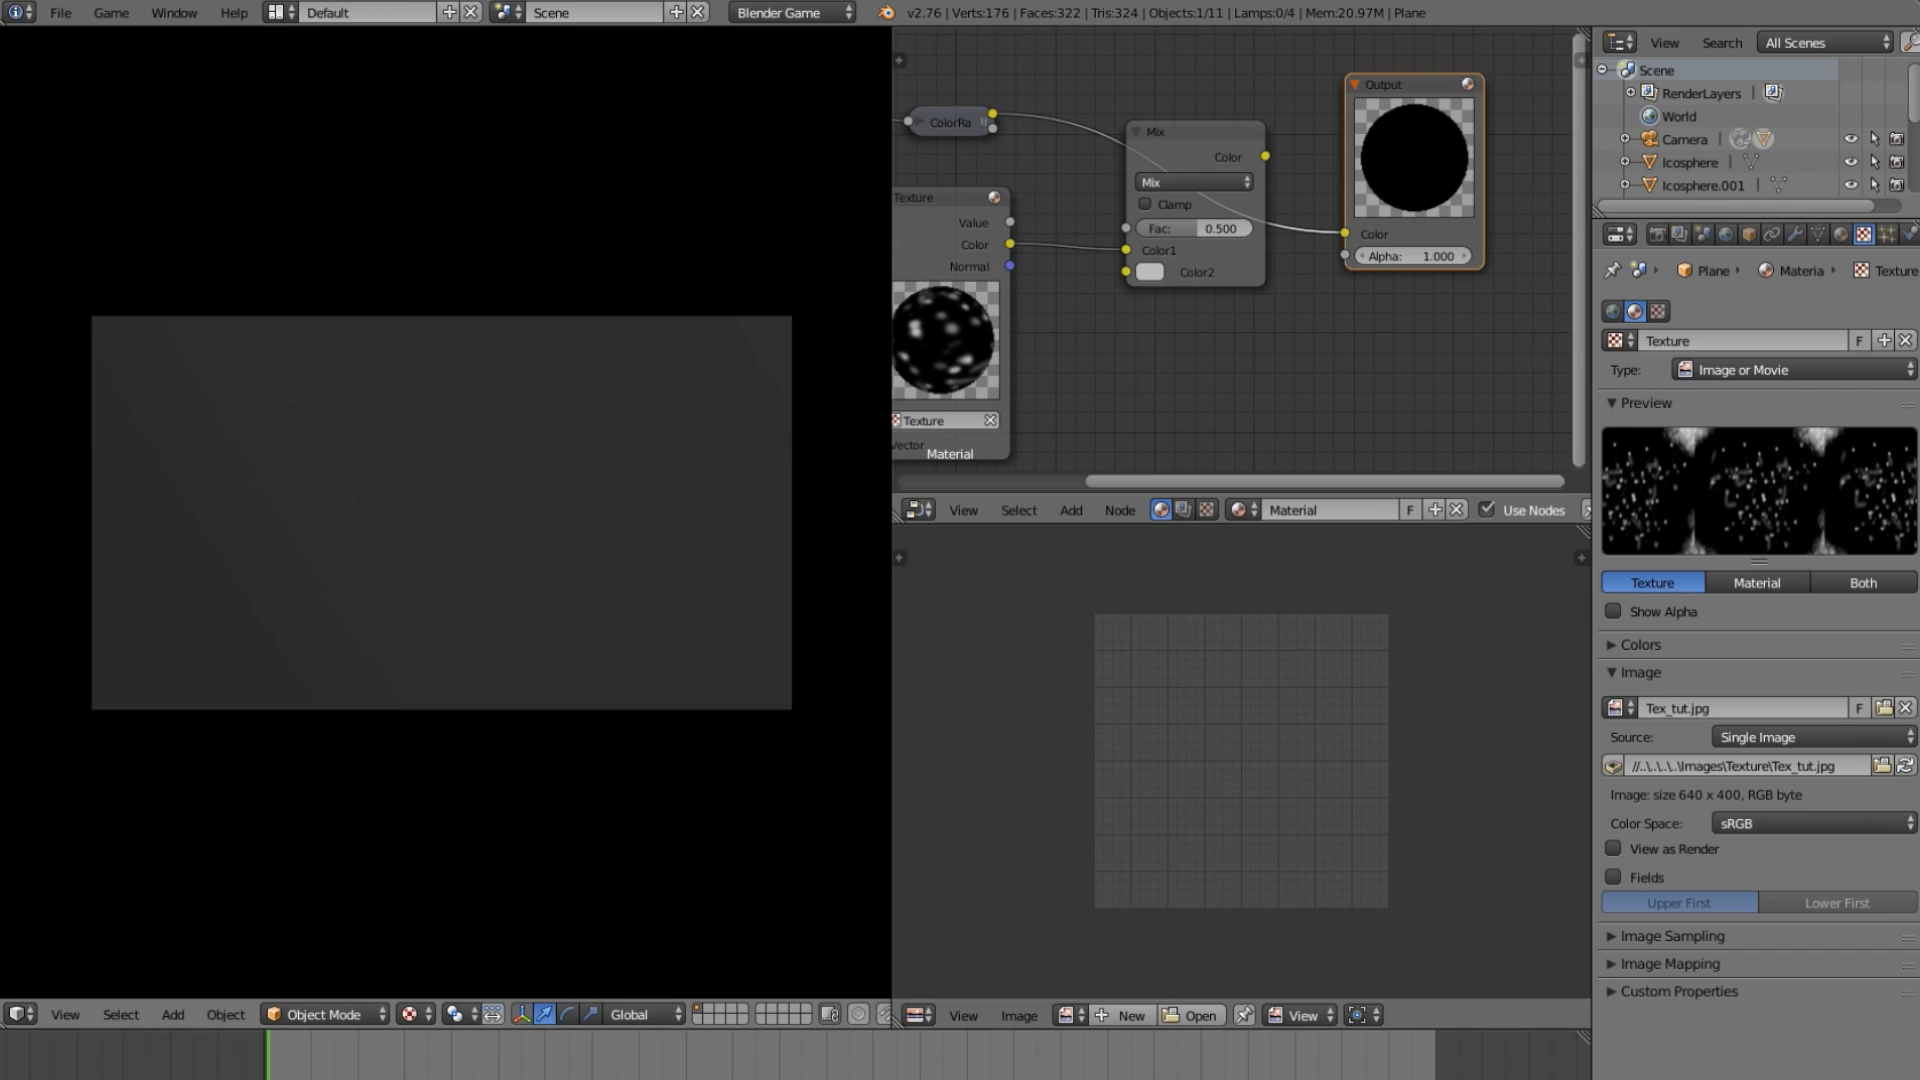 File Game Window Help Default Scene Blender Game v2.76 | Verts:176 | Faces:322 | Tris:324 | Objects:1/11 | Lamps:0/4 | Mem:20.97M | Plane
View Search All Scenes
Scene
RenderLayers
World
Camera
Icosphere
Icosphere.001
ColorRa
Mix
Color
Mix
Clamp
Fac: 0.500
Color1
Color2
Output
Color
Alpha: 1.000
Texture
Value
Color
Normal
Texture
Vector
Material
View Select Add Node Material F Use Nodes
Plane Materia Texture
Texture F
Type: Image or Movie
Preview
Texture Material Both
Show Alpha
Colors
Image
Tex_tut.jpg F
Source: Single Image
//..\..\..\..\Images\Texture\Tex_tut.jpg
Image: size 640 x 400, RGB byte
Color Space: sRGB
View as Render
Fields
Upper First Lower First
Image Sampling
Image Mapping
Custom Properties
View Select Add Object Object Mode Global
View Image New Open View